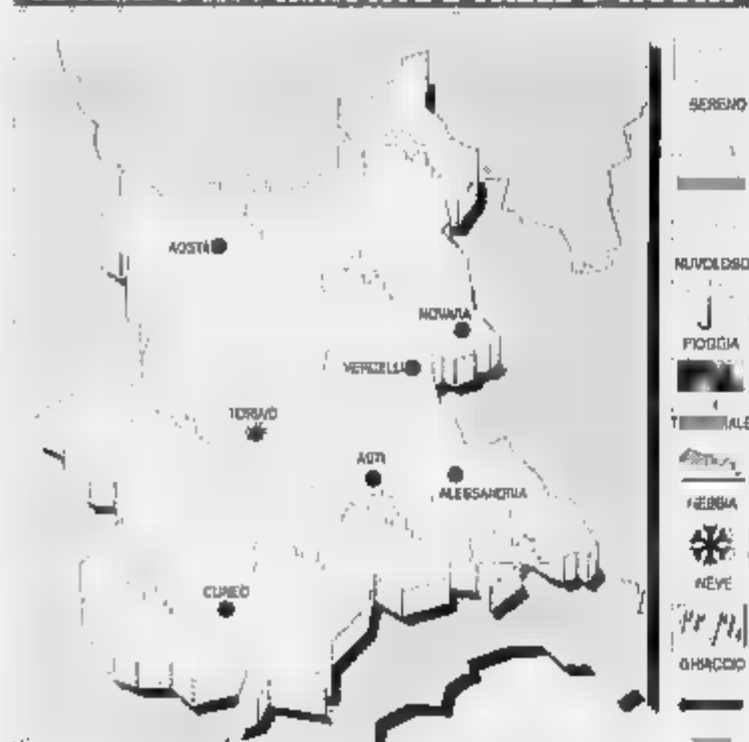 SERENO
AOSTA
NUVOLOSO
NOVARA
PIOGGIA
VERCELLI
TORINO
ASTI
ALESSANDRIA
NEBBIA
NEVE
CUNEO
GHIACCIO